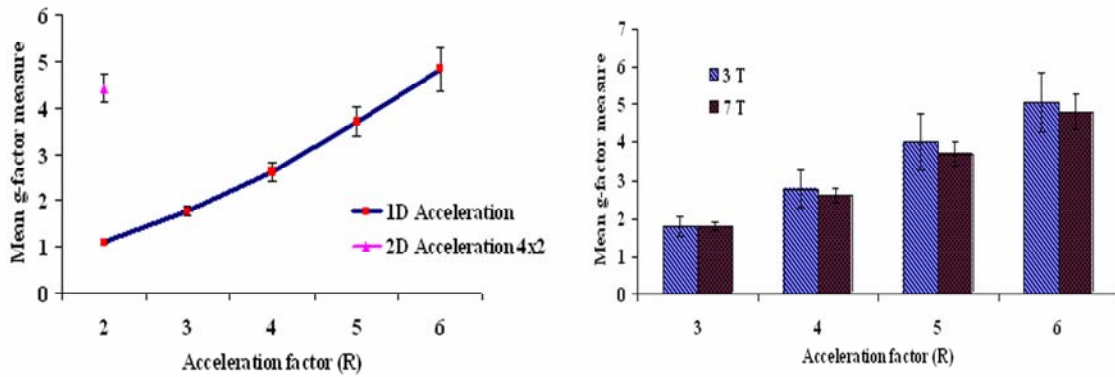 Mean g-factor measure
6
5
4
3
2
1
0
1D Acceleration
2D Acceleration 4x2
2 3 4 5 6
Acceleration factor (R)
Mean g-factor measure
7
6
5
4
3
2
1
0
3 T
7 T
3 4 5 6
Acceleration factor (R)